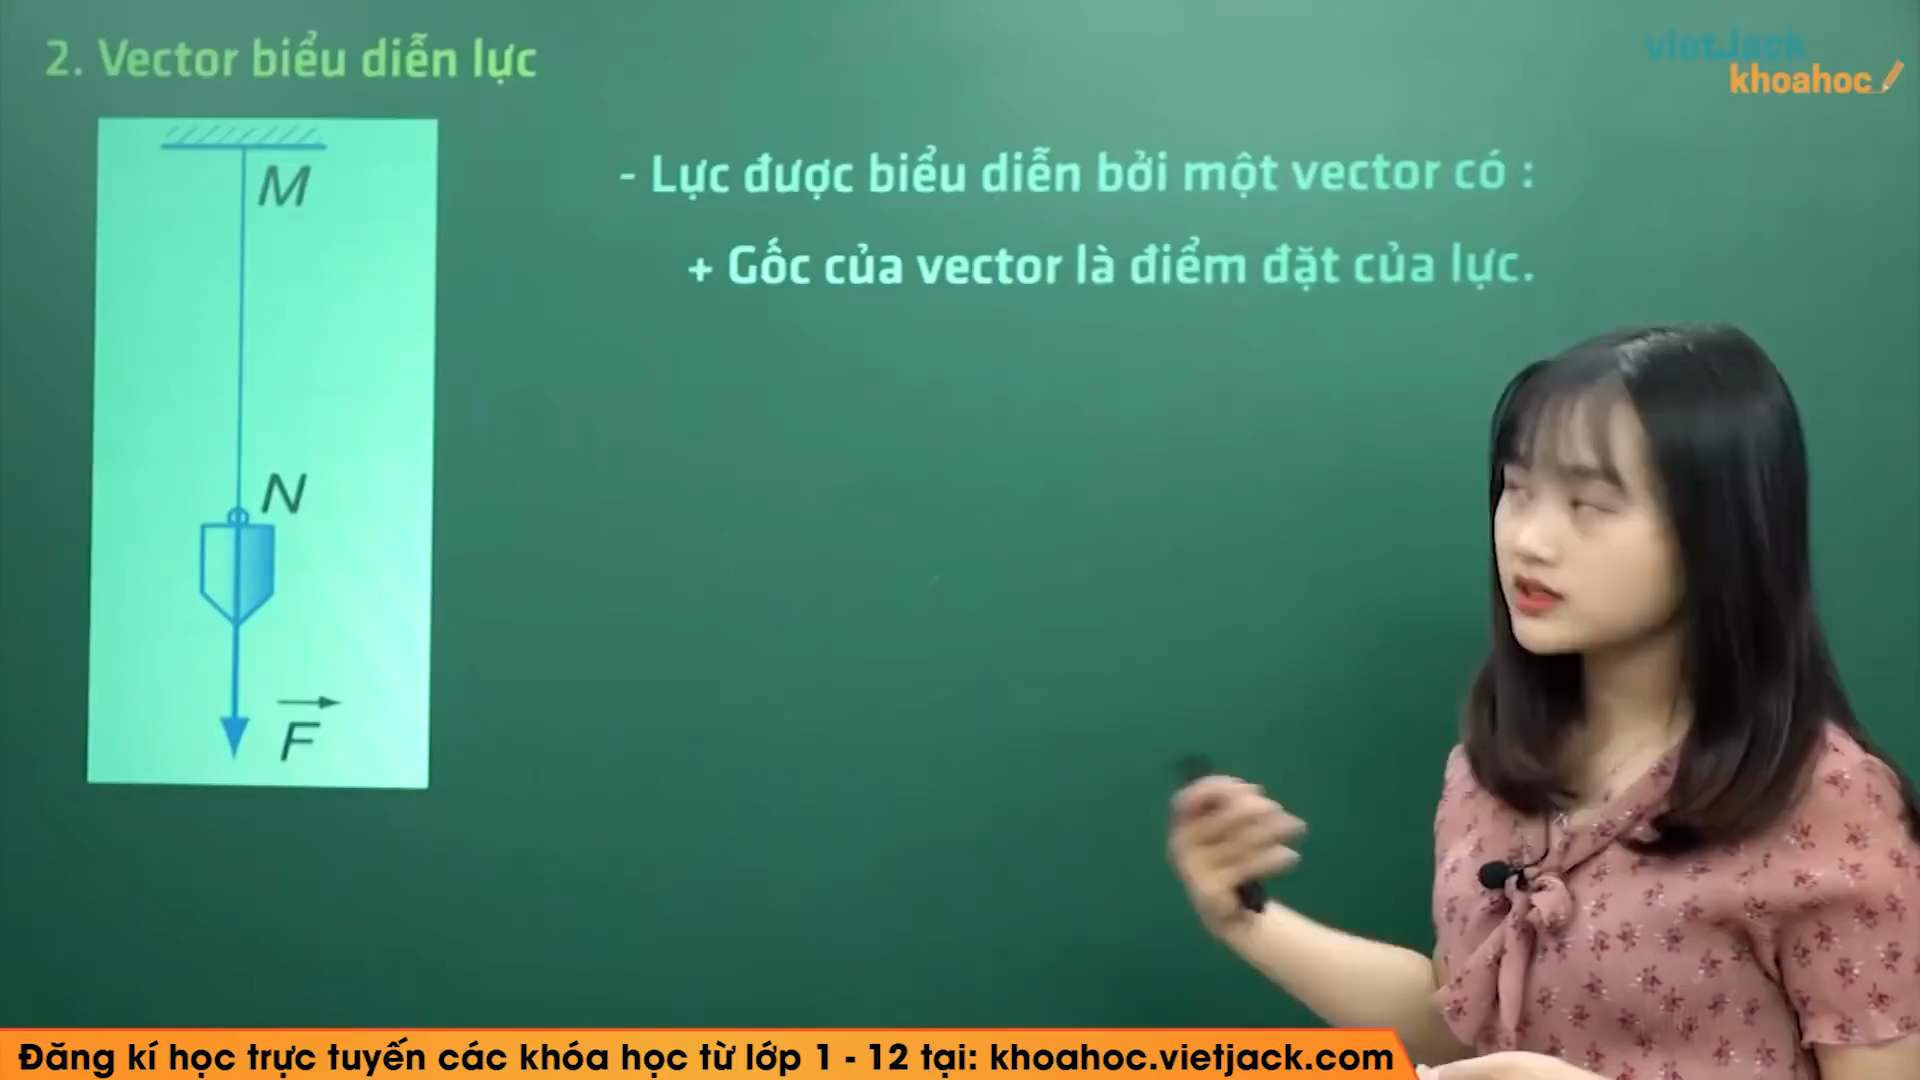 2. Vector biểu diễn lực
vietJack
khoahoc
M
N
F
- Lực được biểu diễn bởi một vector có :
+ Gốc của vector là điểm đặt của lực.
Đăng kí học trực tuyến các khóa học từ lớp 1 - 12 tại: khoahoc.vietjack.com